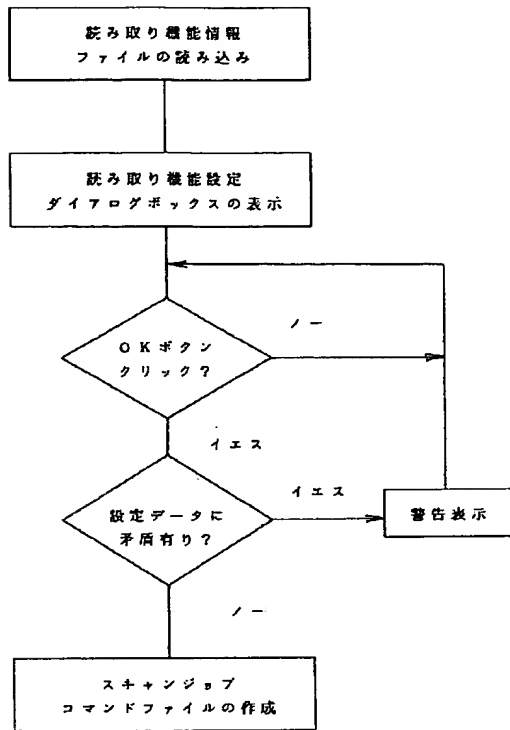 読み取り機能情報
ファイルの読み込み
読み取り機能設定
ダイアログボックスの表示
ノー
OKボタン
クリック?
イエス
イエス
設定データに
矛盾有り?
警告表示
ノー
スキャンジョブ
コマンドファイルの作成